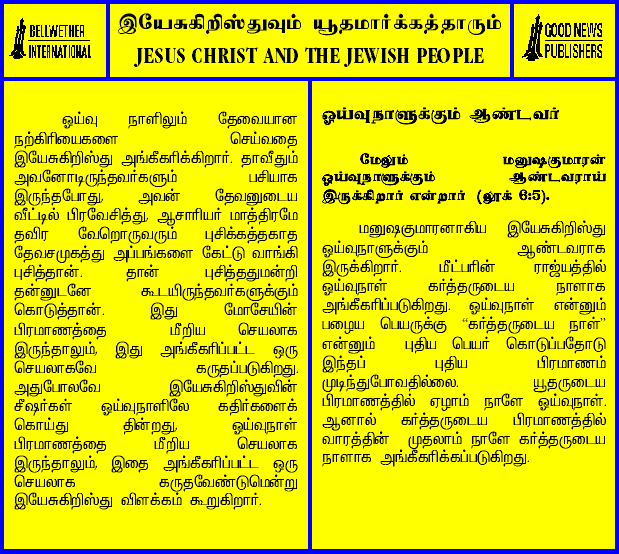 BELLWETHER
INTERNATIONAL
இயேசுகிறிஸ்துவும் யூதமார்க்கத்தாரும்
JESUS CHRIST AND THE JEWISH PEOPLE
GOOD NEWS
PUBLISHERS
ஓய்வு நாளிலும் தேவையான
நற்கிரியைகளை செய்வதை
இயேசுகிறிஸ்து அங்கீகரிக்கிறார். தாவீதும்
அவனோடிருந்தவர்களும் பசியாக
இருந்தபோது, அவன் தேவனுடைய
வீட்டில் பிரவேசித்து, ஆசாரியர் மாத்திரமே
தவிர வேறொருவரும் புசிக்கத்தகாத
தேவசமுகத்து அப்பங்களை கேட்டு வாங்கி
புசித்தான். தான் புசித்ததுமன்றி
தன்னுடனே கூடயிருந்தவர்களுக்கும்
கொடுத்தான். இது மோசேயின்
பிரமாணத்தை மீறிய செயலாக
இருந்தாலும், இது அங்கீகரிப்பட்ட ஒரு
செயலாகவே கருதப்படுகிறது.
அதுபோலவே இயேசுகிறிஸ்துவின்
சீஷர்கள் ஓய்வுநாளிலே கதிர்களைக்
கொய்து தின்றது, ஓய்வுநாள்
பிரமாணத்தை மீறிய செயலாக
இருந்தாலும், இதை அங்கீகரிப்பட்ட ஒரு
செயலாக கருதவேண்டுமென்று
இயேசுகிறிஸ்து விளக்கம் கூறுகிறார்.
ஓய்வுநாளுக்கும் ஆண்டவர்
மேலும் மனுஷகுமாரன்
ஓய்வுநாளுக்கும் ஆண்டவராய்
இருக்கிறார் என்றார் (லூக் 6:5).
மனுஷகுமாரனாகிய இயேசுகிறிஸ்து
ஓய்வுநாளுக்கும் ஆண்டவராக
இருக்கிறார். மீட்பரின் ராஜ்யத்தில்
ஓய்வுநாள் கர்த்தருடைய நாளாக
அங்கீகரிப்படுகிறது. ஓய்வுநாள் என்னும்
பழைய பெயருக்கு “கர்த்தருடைய நாள்”
என்னும் புதிய பெயர் கொடுப்பதோடு
இந்தப் புதிய பிரமாணம்
முடிந்துபோவதில்லை. யூதருடைய
பிரமாணத்தில் ஏழாம் நாளே ஓய்வுநாள்.
ஆனால் கர்த்தருடைய பிரமாணத்தில்
வாரத்தின் முதலாம் நாளே கர்த்தருடைய
நாளாக அங்கீகரிக்கப்படுகிறது.